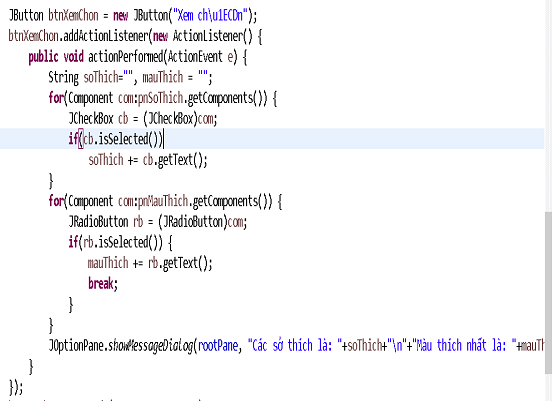 JButton btnXemChon = new JButton("Xem ch\u1ECDn");
btnXemChon.addActionListener(new ActionListener() {
public void actionPerformed(ActionEvent e) {
String soThich="", mauThich = "";
for(Component com:pnSoThich.getComponents()) {
JCheckBox cb = (JCheckBox)com;
if(cb.isSelected())
soThich += cb.getText();
}
for(Component com:pnMauThich.getComponents()) {
JRadioButton rb = (JRadioButton)com;
if(rb.isSelected()) {
mauThich += rb.getText();
break;
}
}
JOptionPane.showMessageDialog(rootPane, "Các sở thích là: "+soThich+"\n"+"Màu thích nhất là: "+mauTh
}
});